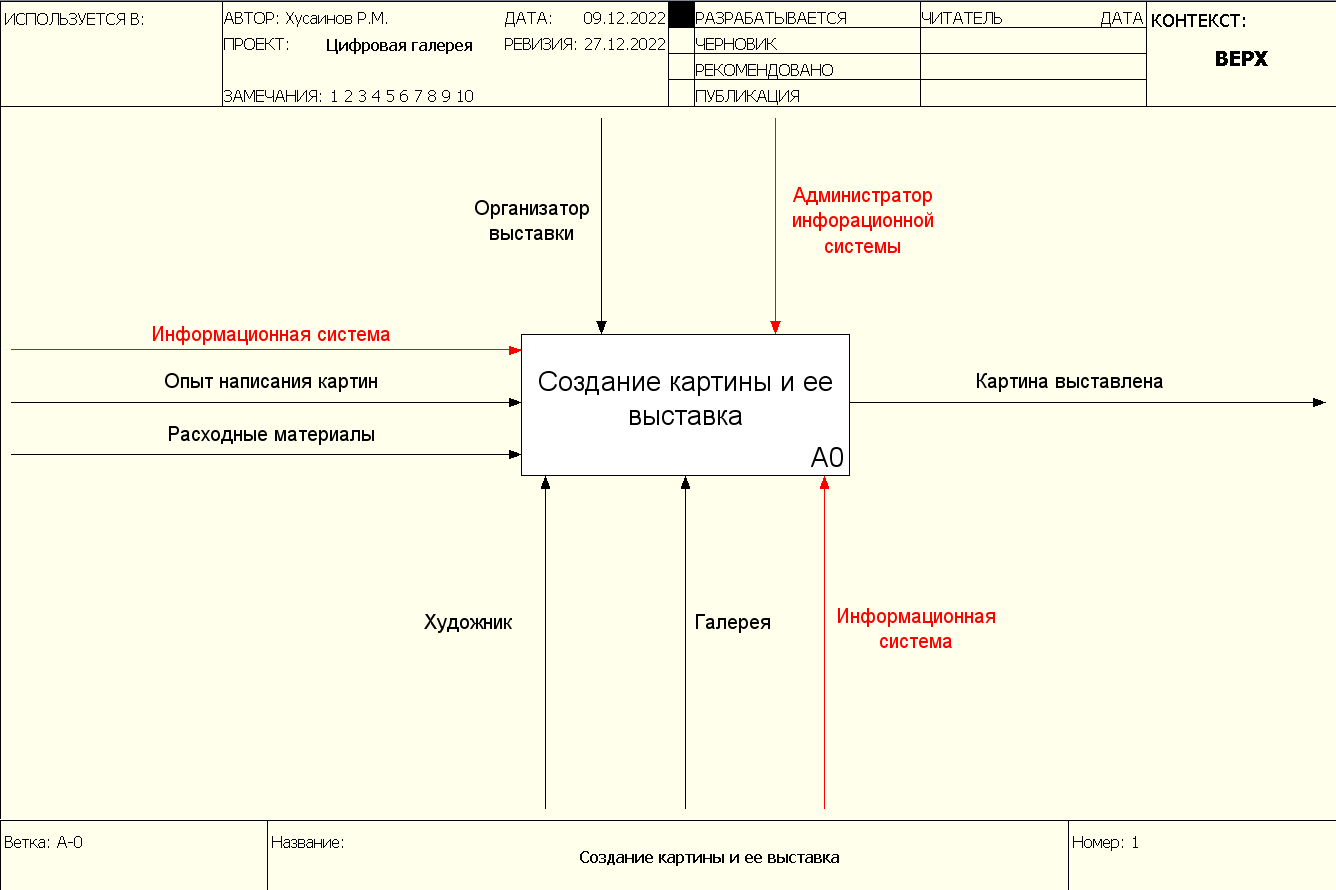 ИСПОЛЬЗУЕТСЯ В:
АВТОР: Хусаинов Р.М.
ДАТА: 09.12.2022
ПРОЕКТ: Цифровая галерея
РЕВИЗИЯ: 27.12.2022
ЗАМЕЧАНИЯ: 1 2 3 4 5 6 7 8 9 10
РАЗРАБАТЫВАЕТСЯ
ЧЕРНОВИК
РЕКОМЕНДОВАНО
ПУБЛИКАЦИЯ
ЧИТАТЕЛЬ ДАТА
КОНТЕКСТ:
ВЕРХ
Организатор
выставки
Администратор
инфорационной
системы
Информационная система
Опыт написания картин
Расходные материалы
Создание картины и ее
выставка
A0
Картина выставлена
Художник
Галерея
Информационная
система
Ветка: A-0
Название:
Создание картины и ее выставка
Номер: 1